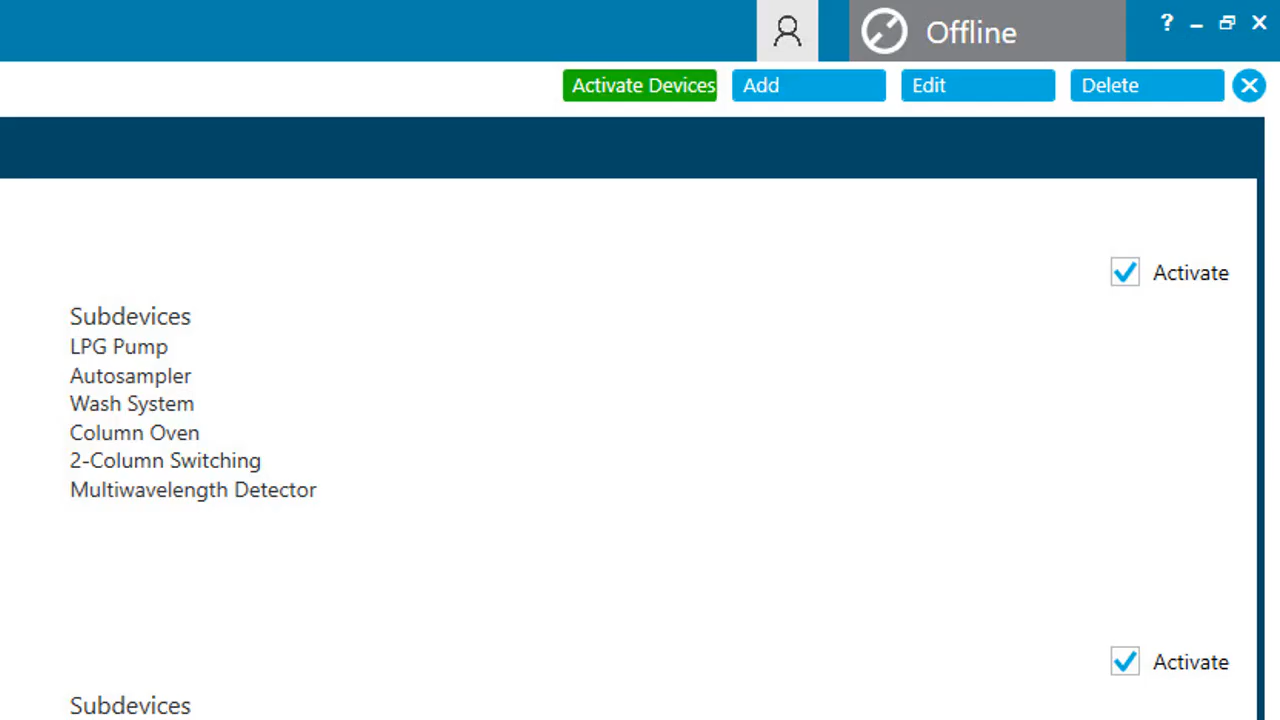 Offline
?
Activate Devices Add Edit Delete
Activate
Subdevices
LPG Pump
Autosampler
Wash System
Column Oven
2-Column Switching
Multiwavelength Detector
Activate
Subdevices